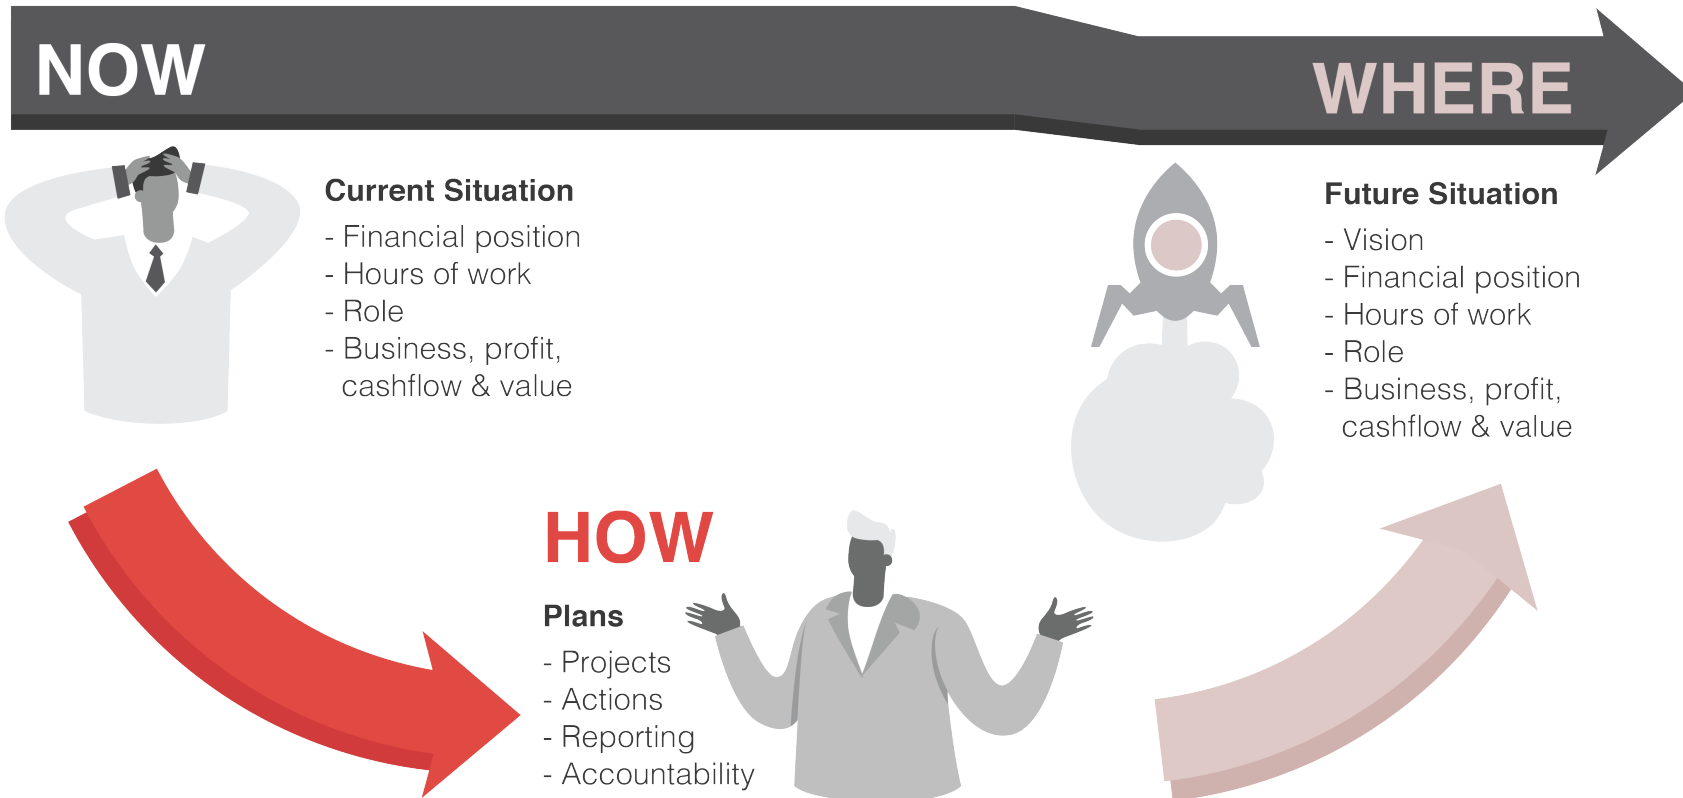 NOW
WHERE
Current Situation
- Financial position
- Hours of work
- Role
- Business, profit,
cashflow & value
Future Situation
- Vision
- Financial position
- Hours of work
- Role
- Business, profit,
cashflow & value
HOW
Plans
- Projects
- Actions
- Reporting
- Accountability